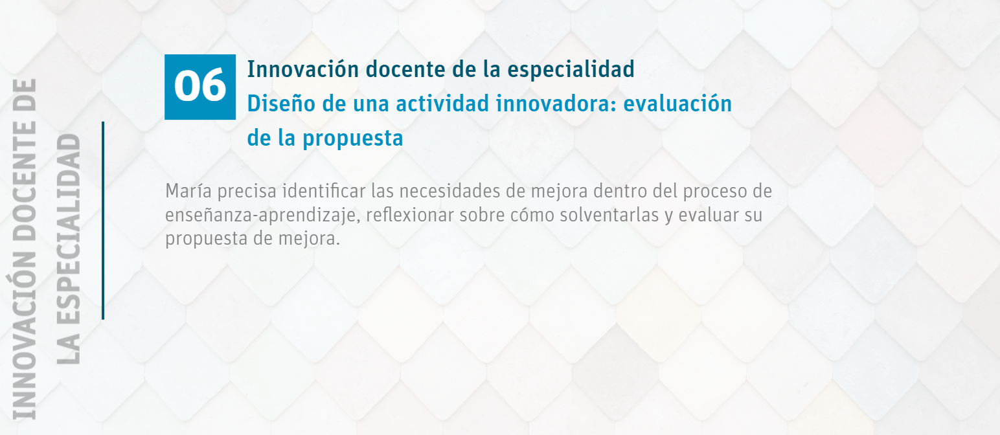 INNOVACIÓN DOCENTE DE
LA ESPECIALIDAD
06
Innovación docente de la especialidad
Diseño de una actividad innovadora: evaluación
de la propuesta
María precisa identificar las necesidades de mejora dentro del proceso de
enseñanza-aprendizaje, reflexionar sobre cómo solventarlas y evaluar su
propuesta de mejora.